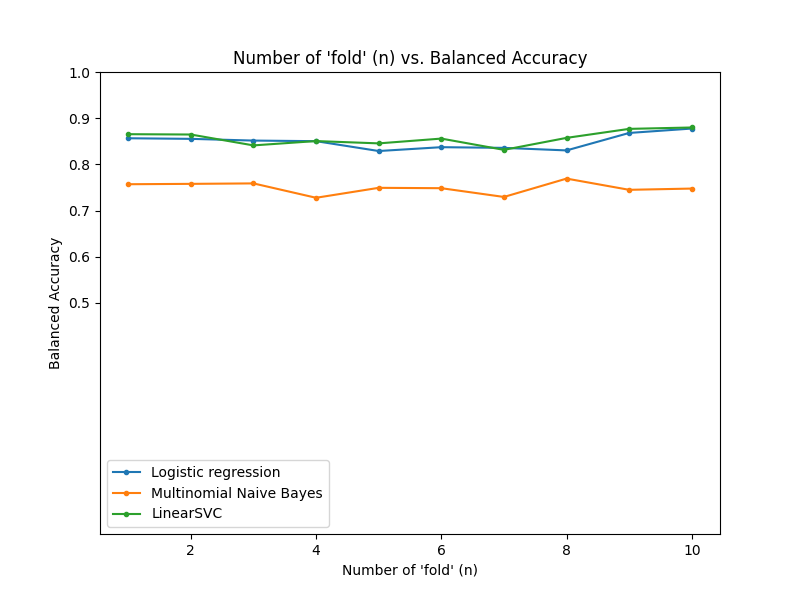 Number of 'fold' (n) vs. Balanced Accuracy
1.0
0.9
0.8
0.7
0.6
0.5
Balanced Accuracy
Logistic regression
Multinomial Naive Bayes
LinearSVC
2 4 6 8 10
Number of 'fold' (n)